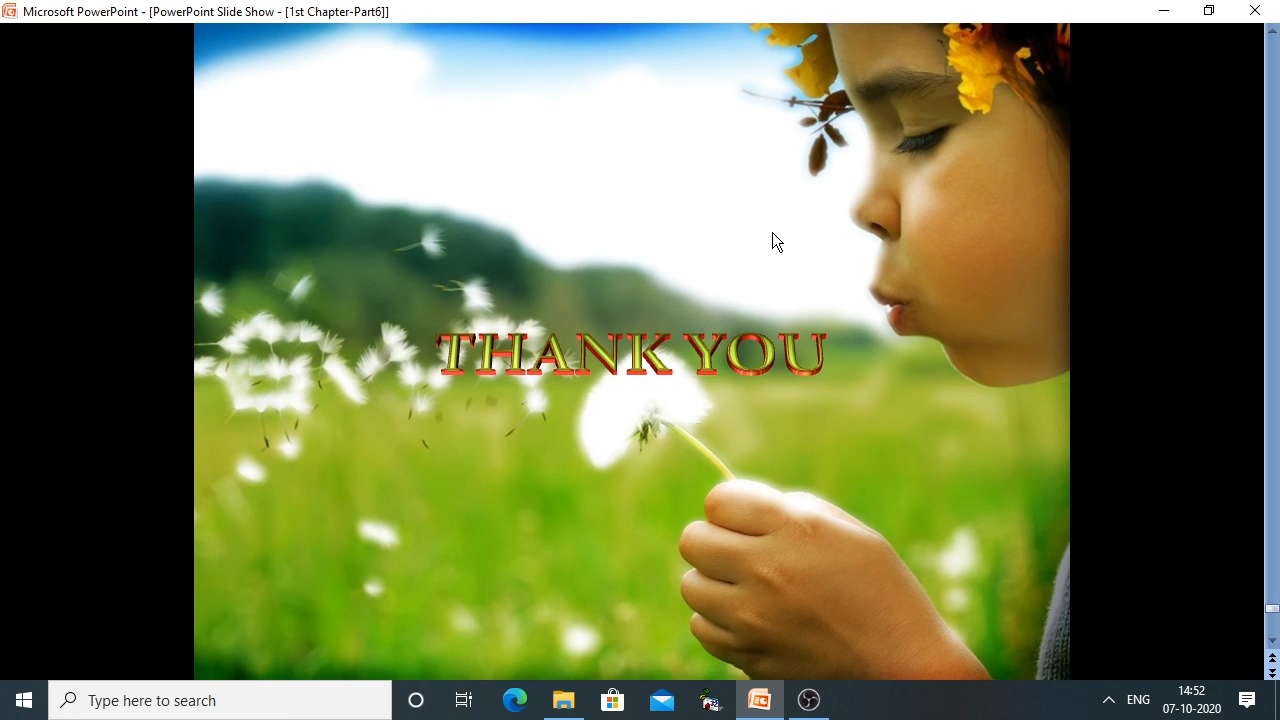 Microsoft PowerPoint - [PowerPoint Slide Show - [1st Chapter-Part6]]
THANK YOU
Type here to search
ENG
14:52
07-10-2020